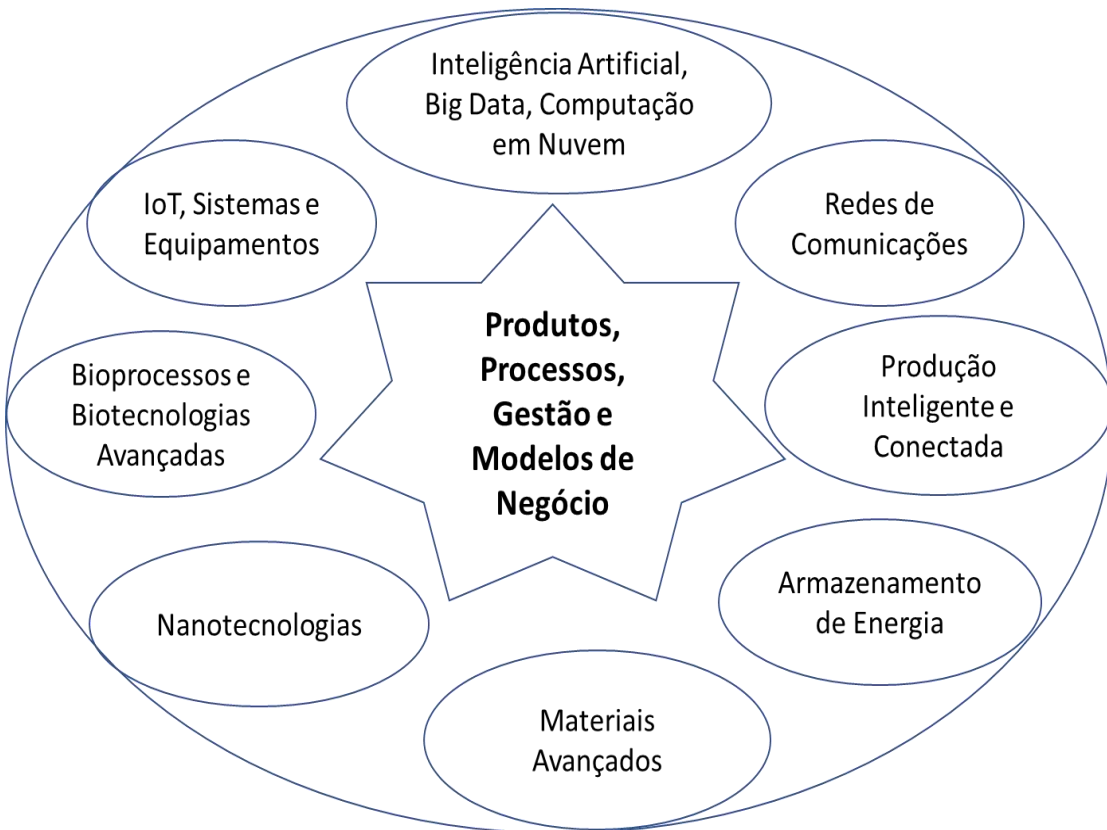 Inteligência Artificial,
Big Data, Computação
em Nuvem
IoT, Sistemas e
Equipamentos
Redes de
Comunicações
Produtos,
Processos,
Gestão e
Modelos de
Negócio
Bioprocessos e
Biotecnologias
Avançadas
Produção
Inteligente e
Conectada
Nanotecnologias
Armazenamento
de Energia
Materiais
Avançados